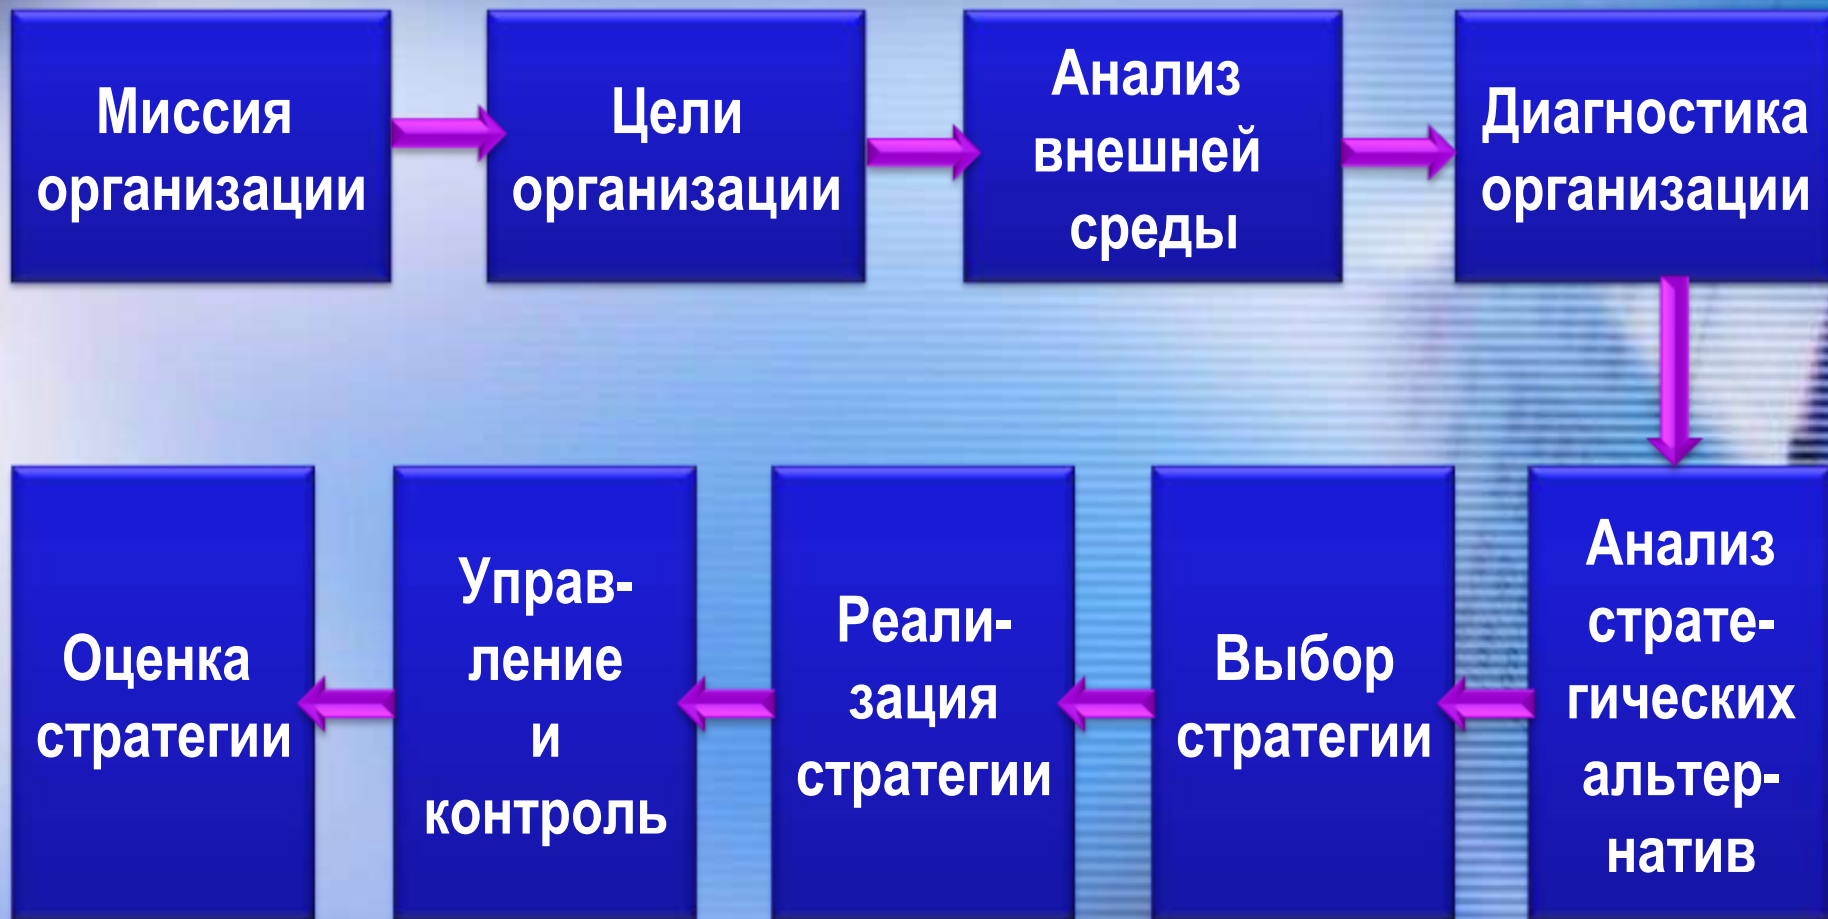 Миссия
организации
Цели
организации
Анализ
внешней
среды
Диагностика
организации
Оценка
стратегии
Управ-
ление
и
контроль
Реали-
зация
стратегии
Выбор
стратегии
Анализ
страте-
гических
альтер-
натив